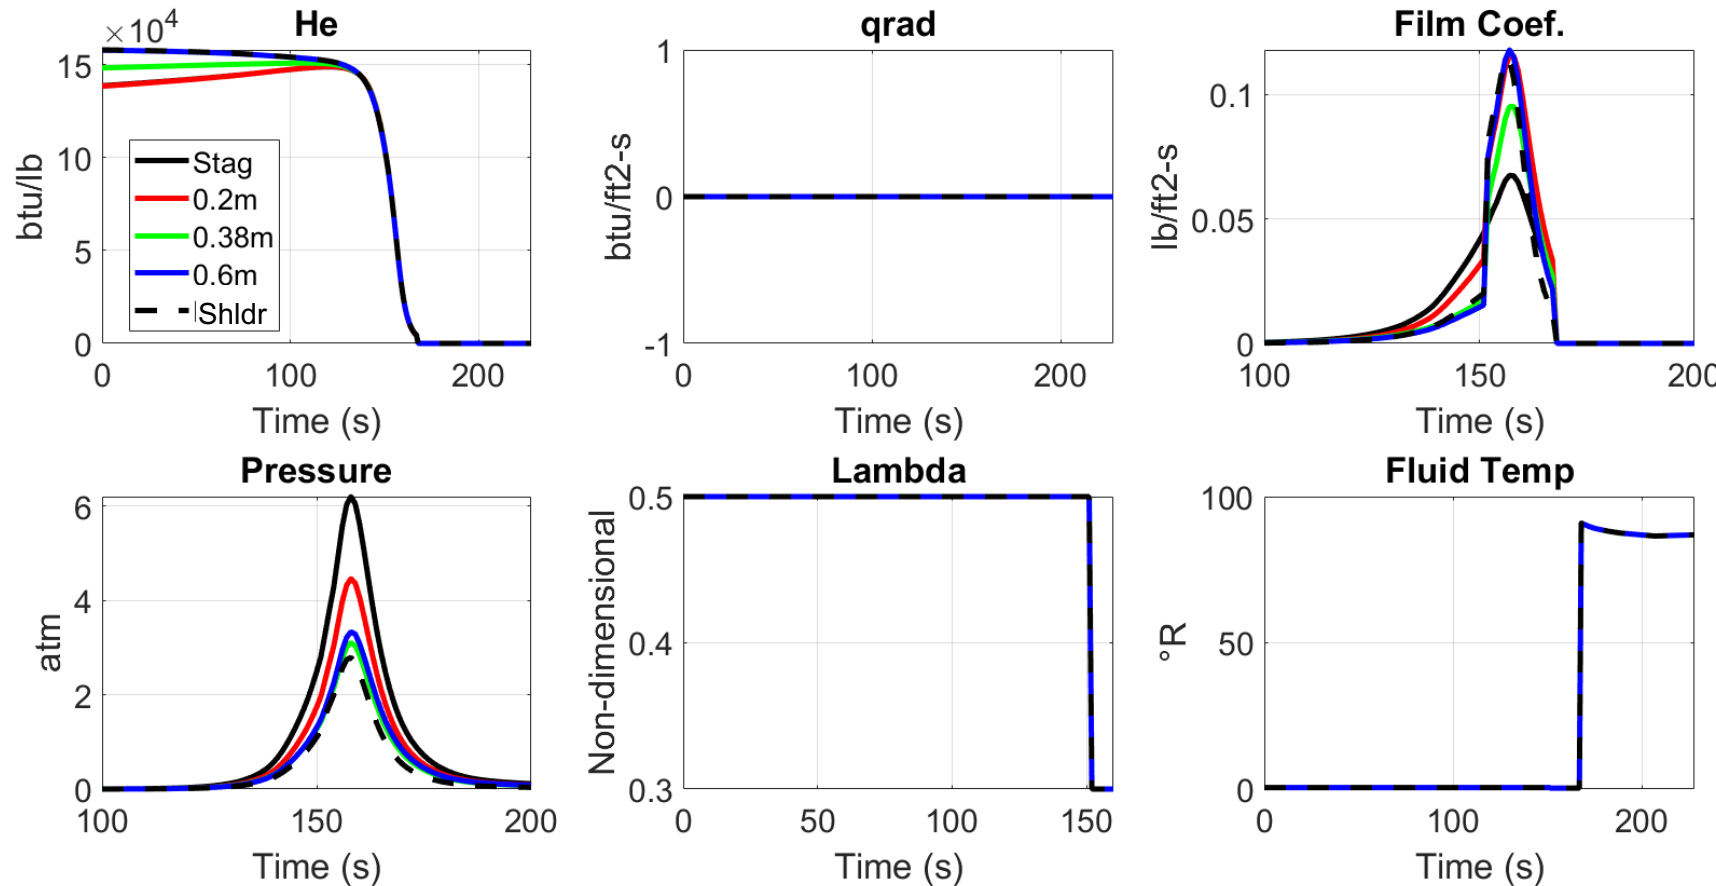 He
×10⁴
15
10
5
0
btu/lb
Stag
0.2m
0.38m
0.6m
Shldr
0 100 200
Time (s)
qrad
1
0
-1
btu/ft2-s
0 100 200
Time (s)
Film Coef.
0.1
0.05
0
lb/ft2-s
100 150 200
Time (s)
Pressure
6
4
2
0
atm
100 150 200
Time (s)
Lambda
0.5
0.4
0.3
Non-dimensional
0 50 100 150
Time (s)
Fluid Temp
100
50
0
°R
0 100 200
Time (s)